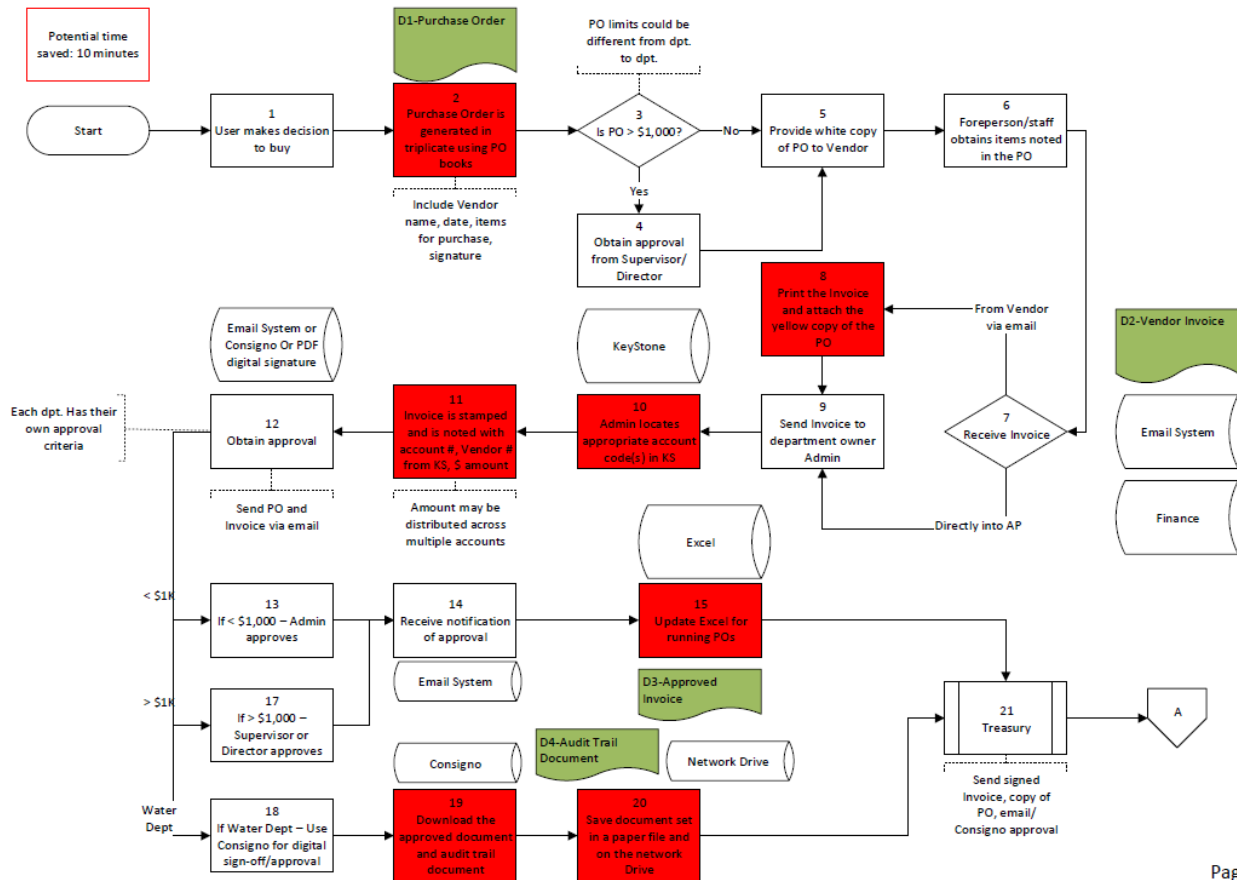 Potential time
saved: 10 minutes
D1-Purchase Order
PO limits could be
different from dpt.
to dpt.
Start
1
User makes decision
to buy
2
Purchase Order is
generated in
triplicate using PO
books
3
Is PO > $1,000?
No
5
Provide white copy
of PO to Vendor
6
Foreperson/staff
obtains items noted
in the PO
Include Vendor
name, date, items
for purchase,
signature
Yes
4
Obtain approval
from Supervisor/
Director
8
Print the Invoice
and attach the
yellow copy of the
PO
From Vendor
via email
D2-Vendor Invoice
Email System or
Consigno Or PDF
digital signature
KeyStone
Each dpt. Has their
own approval
criteria
12
Obtain approval
11
Invoice is stamped
and is noted with
account #, Vendor #
from KS, $ amount
10
Admin locates
appropriate account
code(s) in KS
9
Send Invoice to
department owner
Admin
7
Receive Invoice
Email System
Send PO and
Invoice via email
Amount may be
distributed across
multiple accounts
Directly into AP
Finance
Excel
< $1K
13
If < $1,000 – Admin
approves
14
Receive notification
of approval
15
Update Excel for
running POs
Email System
D3-Approved
Invoice
> $1K
17
If > $1,000 –
Supervisor or
Director approves
21
Treasury
A
Consigno
D4-Audit Trail
Document
Network Drive
Send signed
Invoice, copy of
PO, email/
Consigno approval
Water
Dept
18
If Water Dept – Use
Consigno for digital
sign-off/approval
19
Download the
approved document
and audit trail
document
20
Save document set
in a paper file and
on the network
Drive
Pag